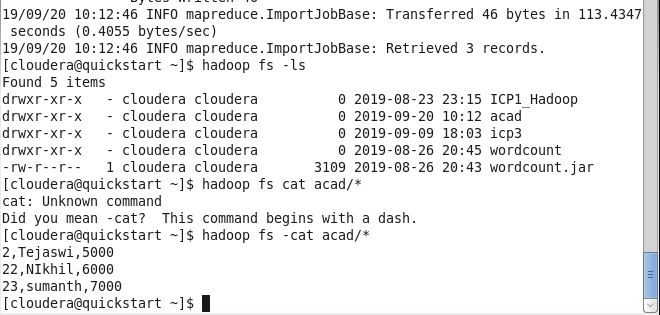 Bytes Written 46
19/09/20 10:12:46 INFO mapreduce.ImportJobBase: Transferred 46 bytes in 113.4347
 seconds (0.4055 bytes/sec)
19/09/20 10:12:46 INFO mapreduce.ImportJobBase: Retrieved 3 records.
[cloudera@quickstart ~]$ hadoop fs -ls
Found 5 items
drwxr-xr-x   - cloudera cloudera          0 2019-08-23 23:15 ICP1_Hadoop
drwxr-xr-x   - cloudera cloudera          0 2019-09-20 10:12 acad
drwxr-xr-x   - cloudera cloudera          0 2019-09-09 18:03 icp3
drwxr-xr-x   - cloudera cloudera          0 2019-08-26 20:45 wordcount
-rw-r--r--   1 cloudera cloudera       3109 2019-08-26 20:43 wordcount.jar
[cloudera@quickstart ~]$ hadoop fs cat acad/*
cat: Unknown command
Did you mean -cat?  This command begins with a dash.
[cloudera@quickstart ~]$ hadoop fs -cat acad/*
2,Tejaswi,5000
22,NIkhil,6000
23,sumanth,7000
[cloudera@quickstart ~]$